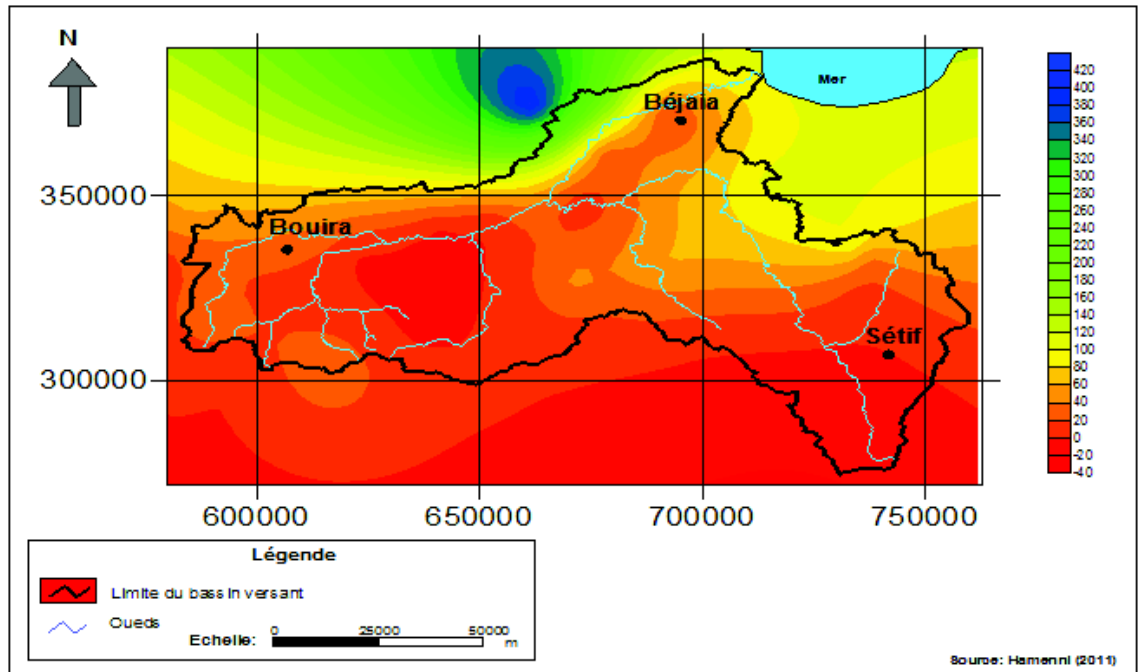 N
Mer
Béjaia
350000
Bouira
Sétif
300000
600000 650000 700000 750000
420
400
380
360
340
320
300
280
260
240
220
200
180
160
140
120
100
80
60
40
20
0
-20
-40
Légende
Limite du bassin versant
Oueds
Echelle: 0 25000 50000 m
Source: Hamenni (2011)